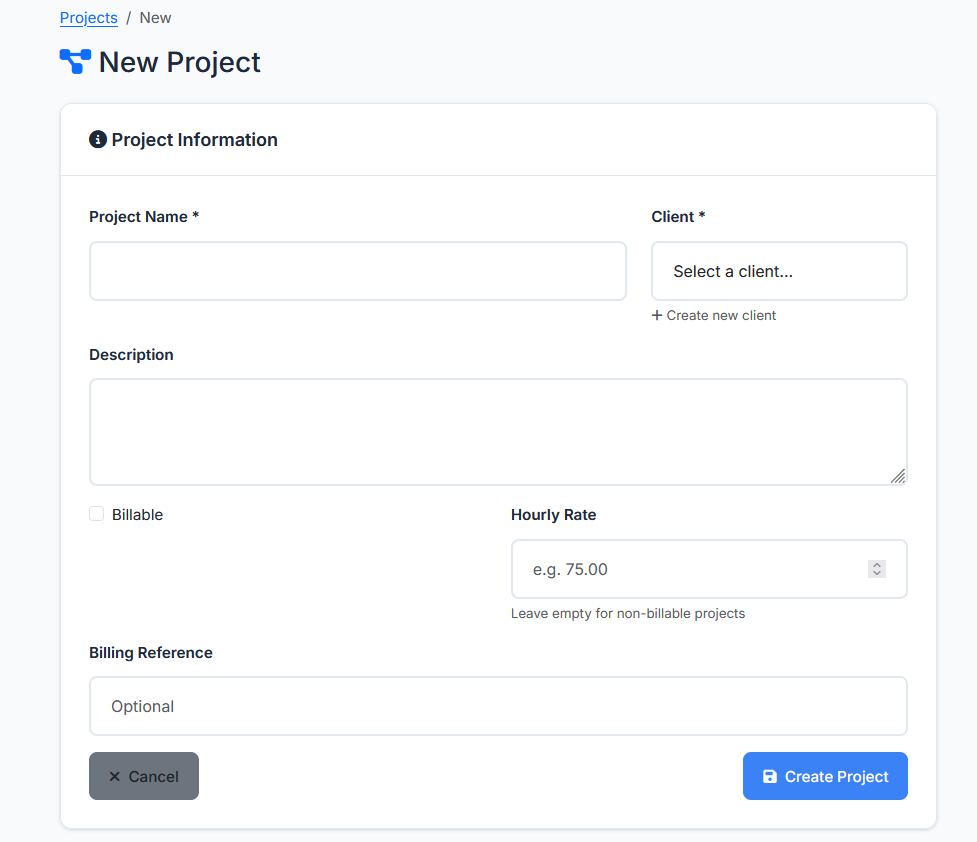 Projects / New
New Project
Project Information
Project Name *
Client *
Select a client...
+ Create new client
Description
Billable
Hourly Rate
e.g. 75.00
Leave empty for non-billable projects
Billing Reference
Optional
Cancel
Create Project